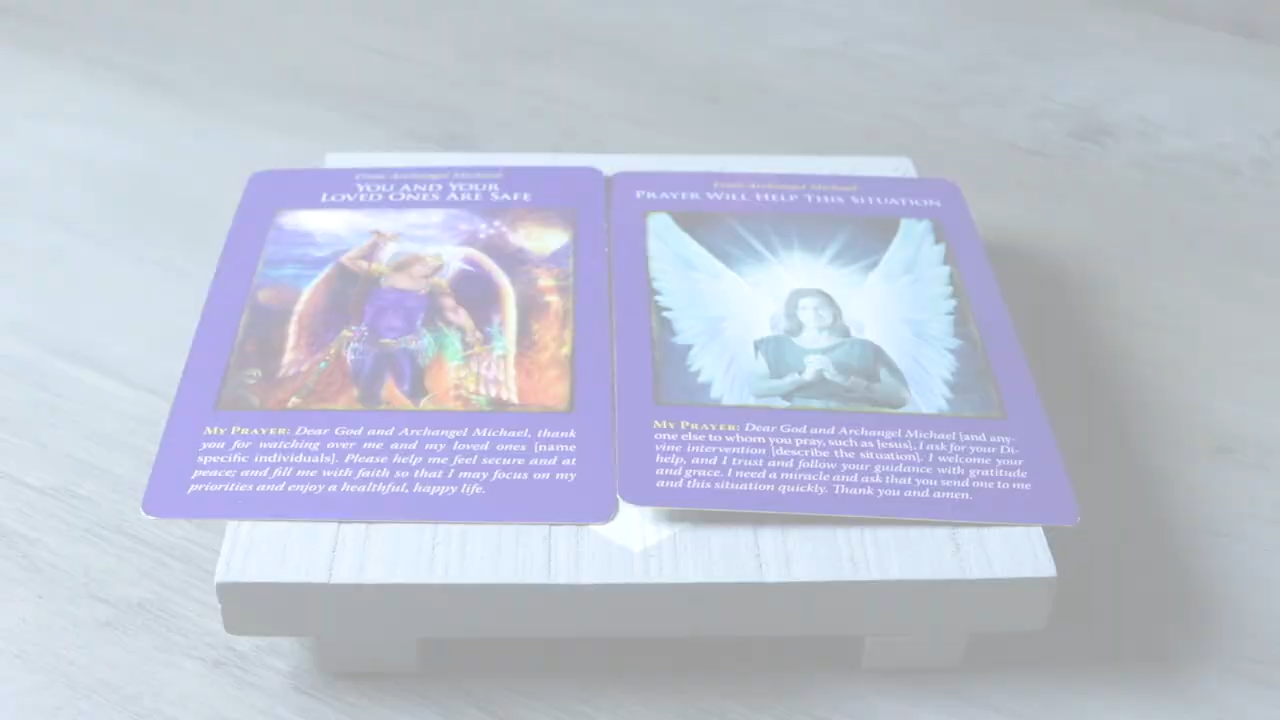 From Archangel Michael
YOU AND YOUR
LOVED ONES ARE SAFE
MY PRAYER: Dear God and Archangel Michael, thank
you for watching over me and my loved ones [name
specific individuals]. Please help me feel secure and at
peace; and fill me with faith so that I may focus on my
priorities and enjoy a healthful, happy life.
From Archangel Michael
PRAYER WILL HELP THIS SITUATION
MY PRAYER: Dear God and Archangel Michael [and any-
one else to whom you pray, such as Jesus], I ask for your Di-
vine intervention [describe the situation]. I welcome your
help, and I trust and follow your guidance with gratitude
and grace. I need a miracle and ask that you send one to me
and this situation quickly. Thank you and amen.